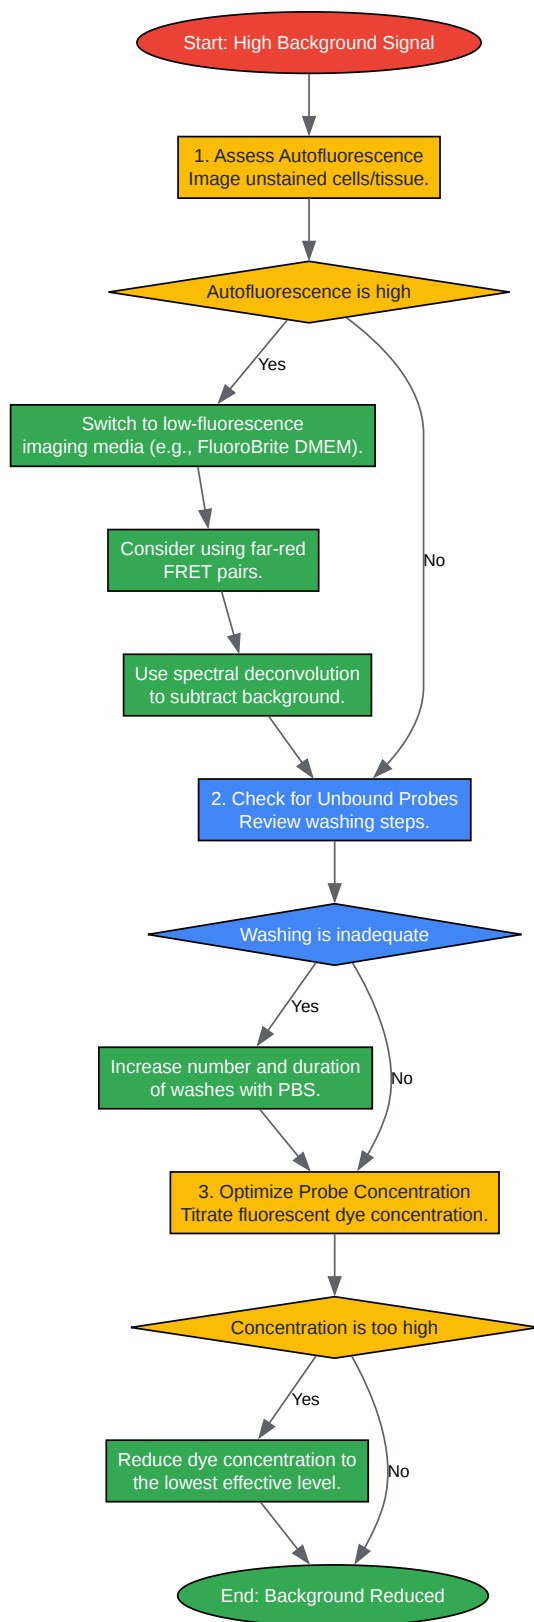 Start: High Background Signal
1. Assess Autofluorescence
Image unstained cells/tissue.
Autofluorescence is high
Yes
Switch to low-fluorescence
imaging media (e.g., FluoroBrite DMEM).
Consider using far-red
FRET pairs.
No
Use spectral deconvolution
to subtract background.
2. Check for Unbound Probes
Review washing steps.
Washing is inadequate
Yes
Increase number and duration
of washes with PBS.
No
3. Optimize Probe Concentration
Titrate fluorescent dye concentration.
Concentration is too high
Yes
Reduce dye concentration to
the lowest effective level.
No
End: Background Reduced